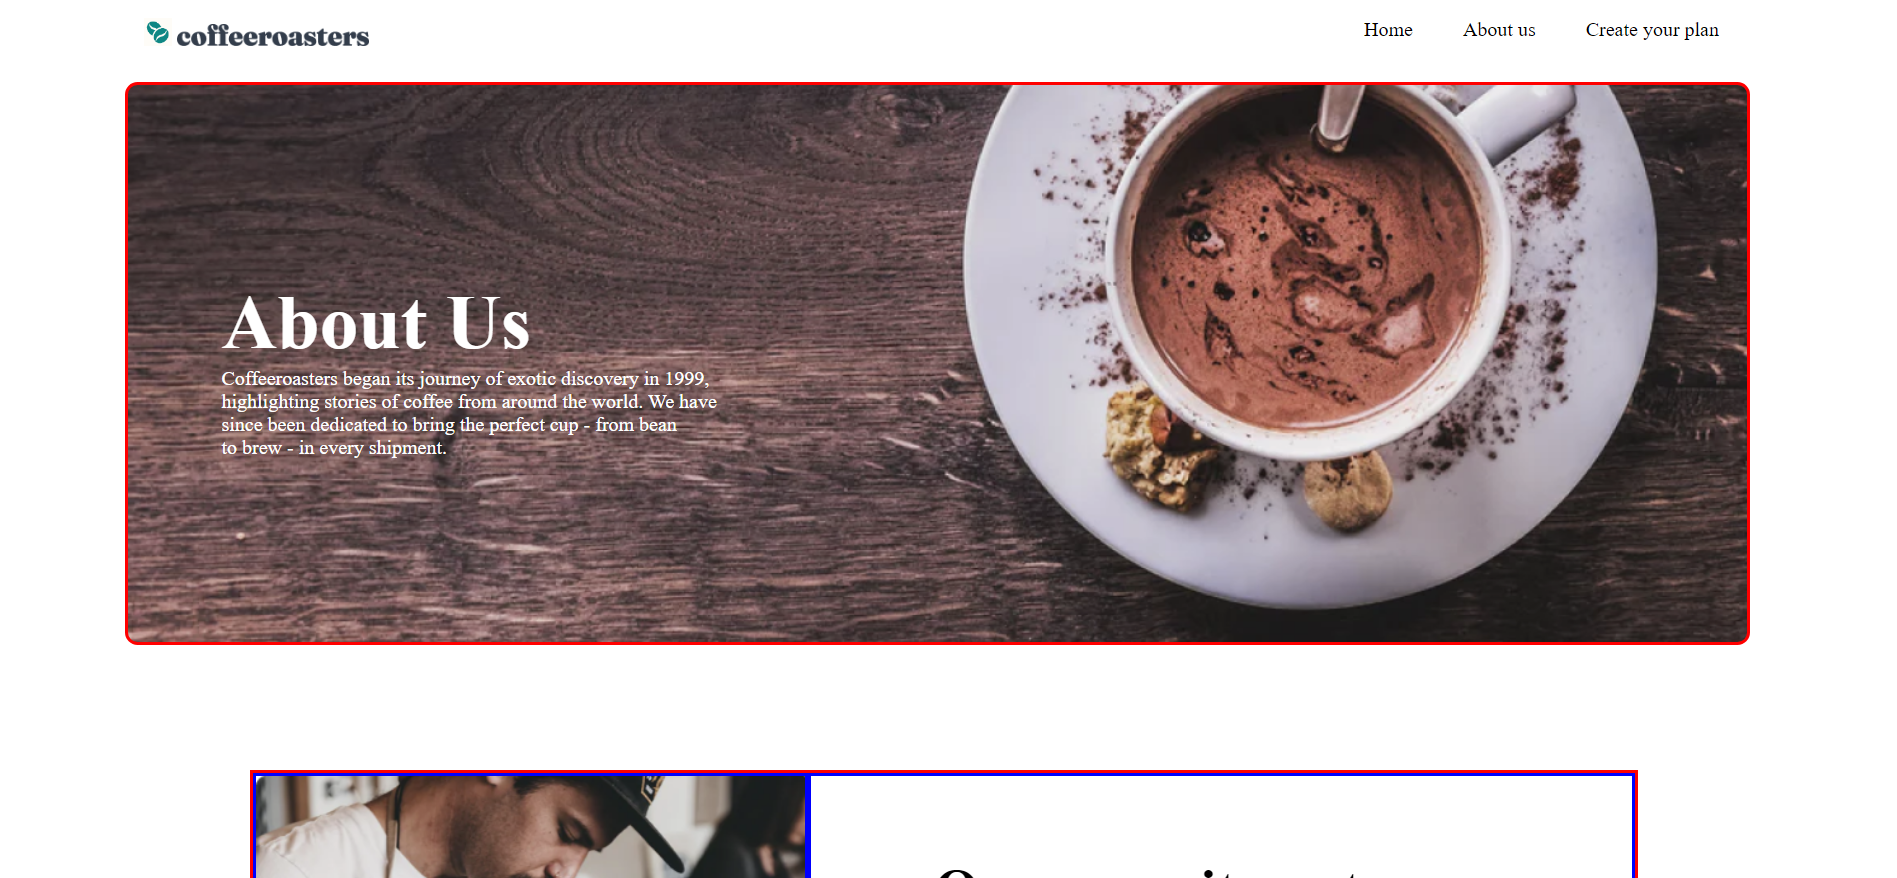 coffeeroasters
Home
About us
Create your plan
About Us
Coffeeroasters began its journey of exotic discovery in 1999,
highlighting stories of coffee from around the world. We have
since been dedicated to bring the perfect cup - from bean
to brew - in every shipment.